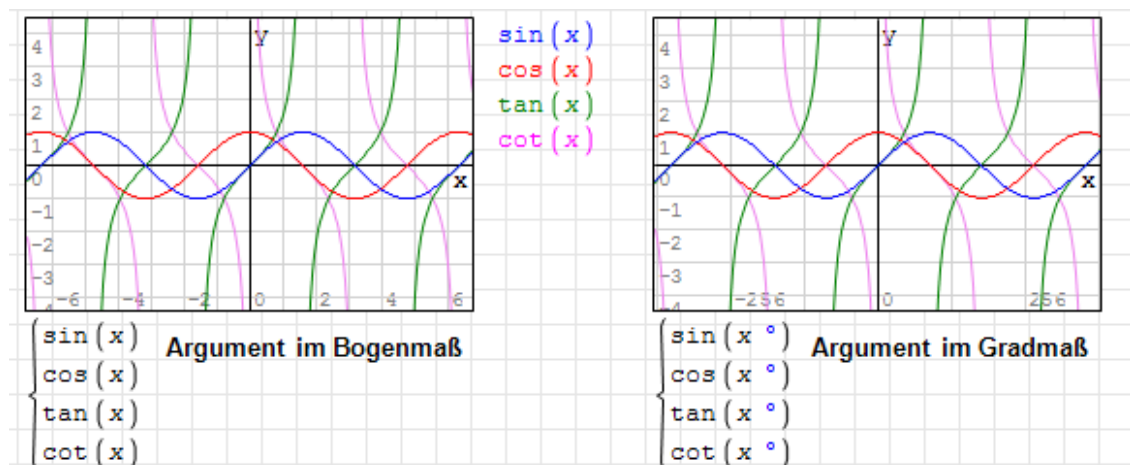 y
4
3
2
1
0
-1
-2
-3
-4
-6 -4 -2 0 2 4 6
x
sin(x)
cos(x)
tan(x)
cot(x)
y
4
3
2
1
0
-1
-2
-3
-4
-256 0 256
x
sin(x)
cos(x)
tan(x)
cot(x)
Argument im Bogenmaß
sin(x °)
cos(x °)
tan(x °)
cot(x °)
Argument im Gradmaß